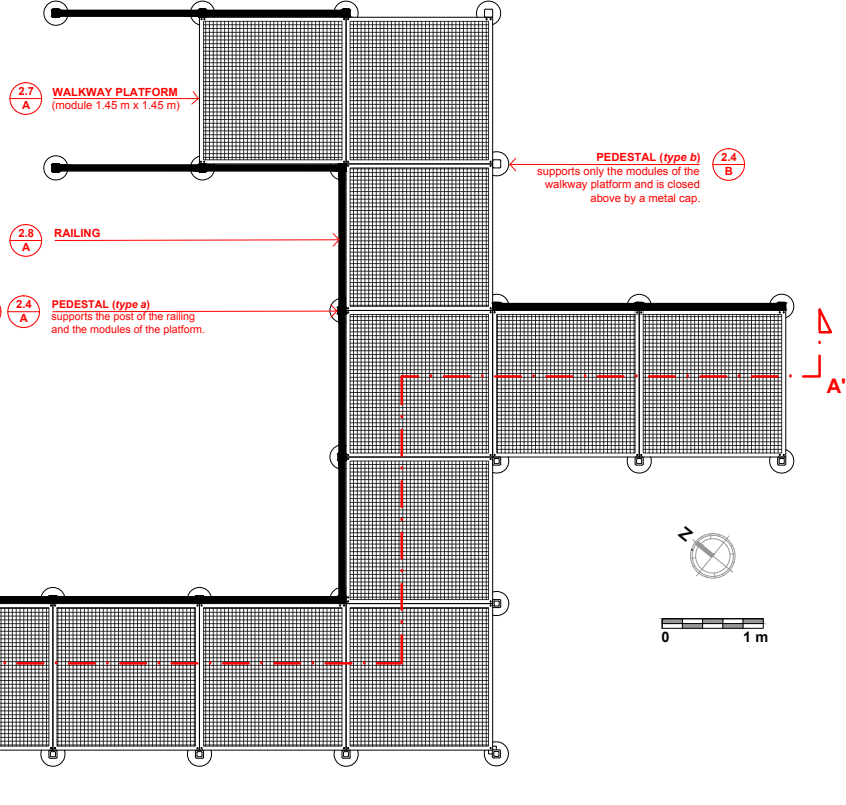 2.7
A
WALKWAY PLATFORM
(module 1.45 m x 1.45 m)
PEDESTAL (type b)
supports only the modules of the
walkway platform and is closed
above by a metal cap.
2.4
B
2.8
A
RAILING
2.4
A
PEDESTAL (type a)
supports the post of the railing
and the modules of the platform.
A'
N
0 1 m